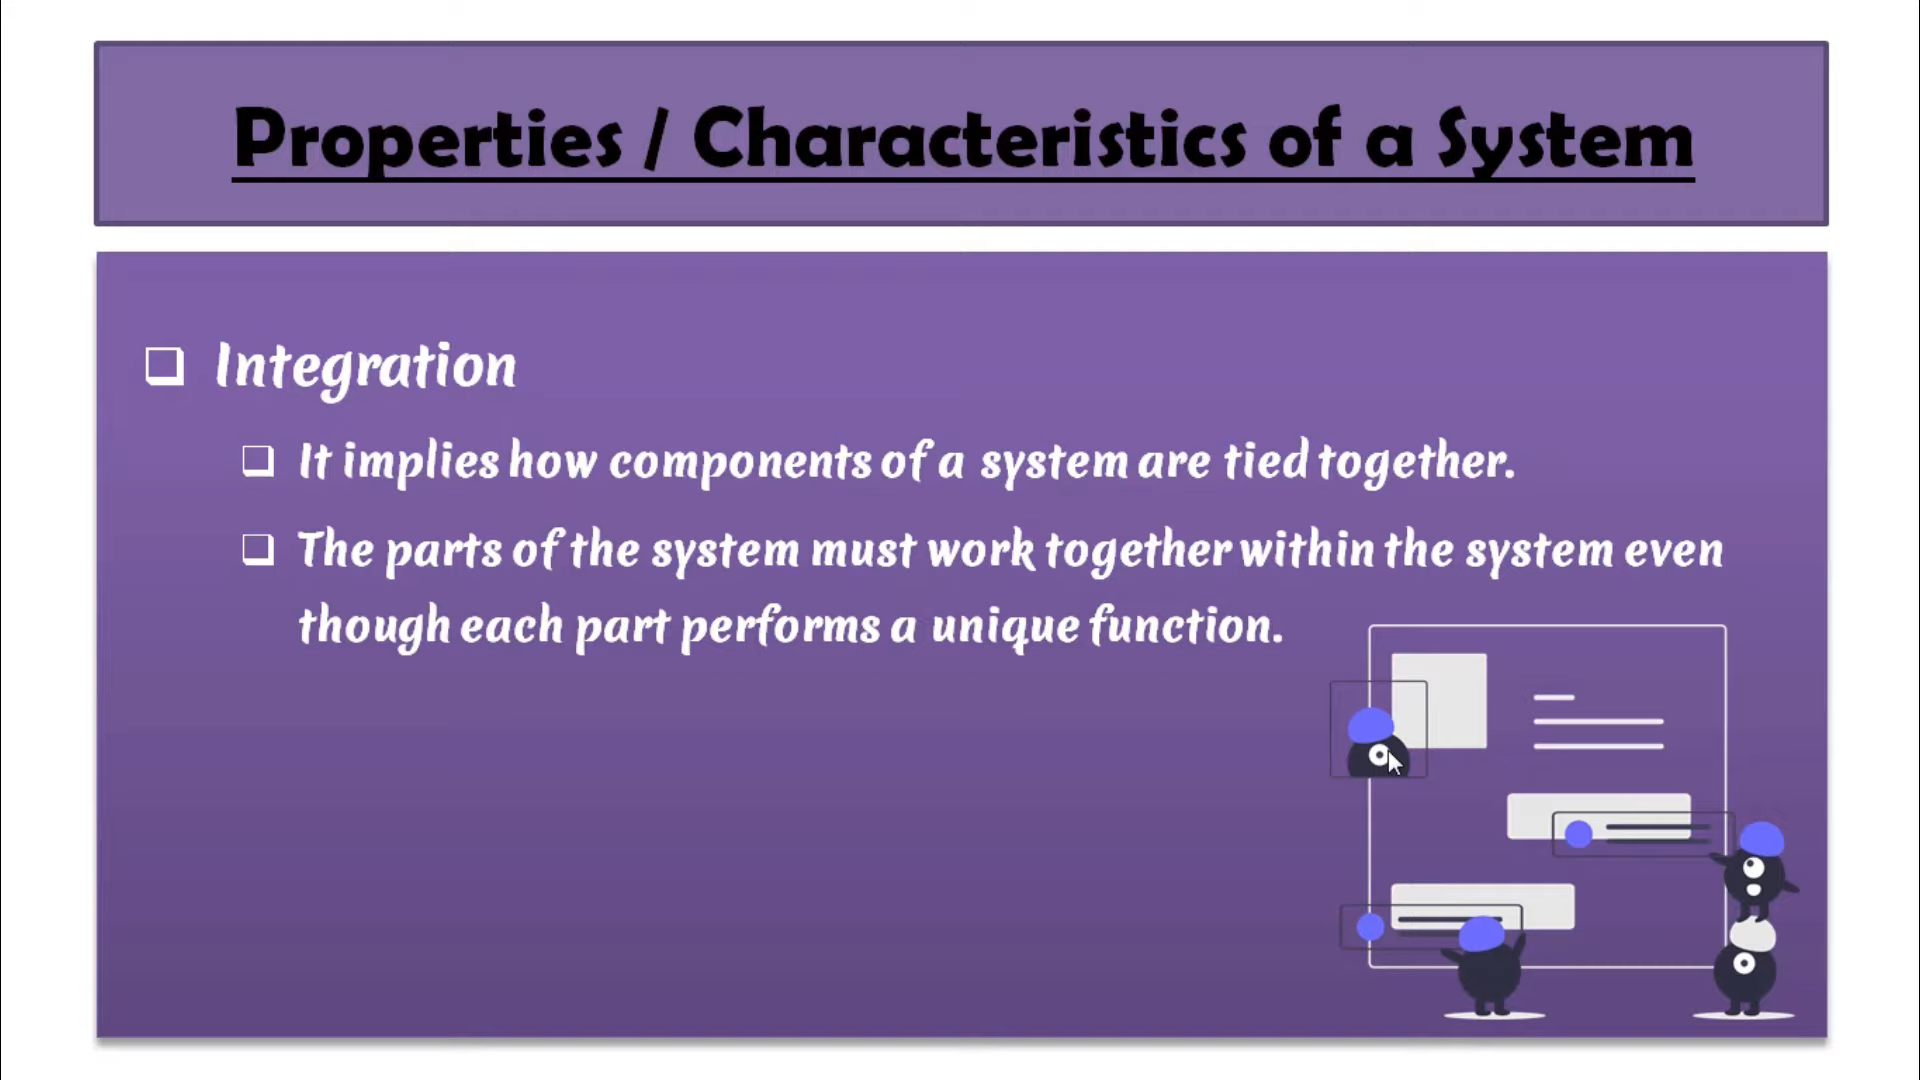 Properties / Characteristics of a System
Integration
It implies how components of a system are tied together.
The parts of the system must work together within the system even
though each part performs a unique function.